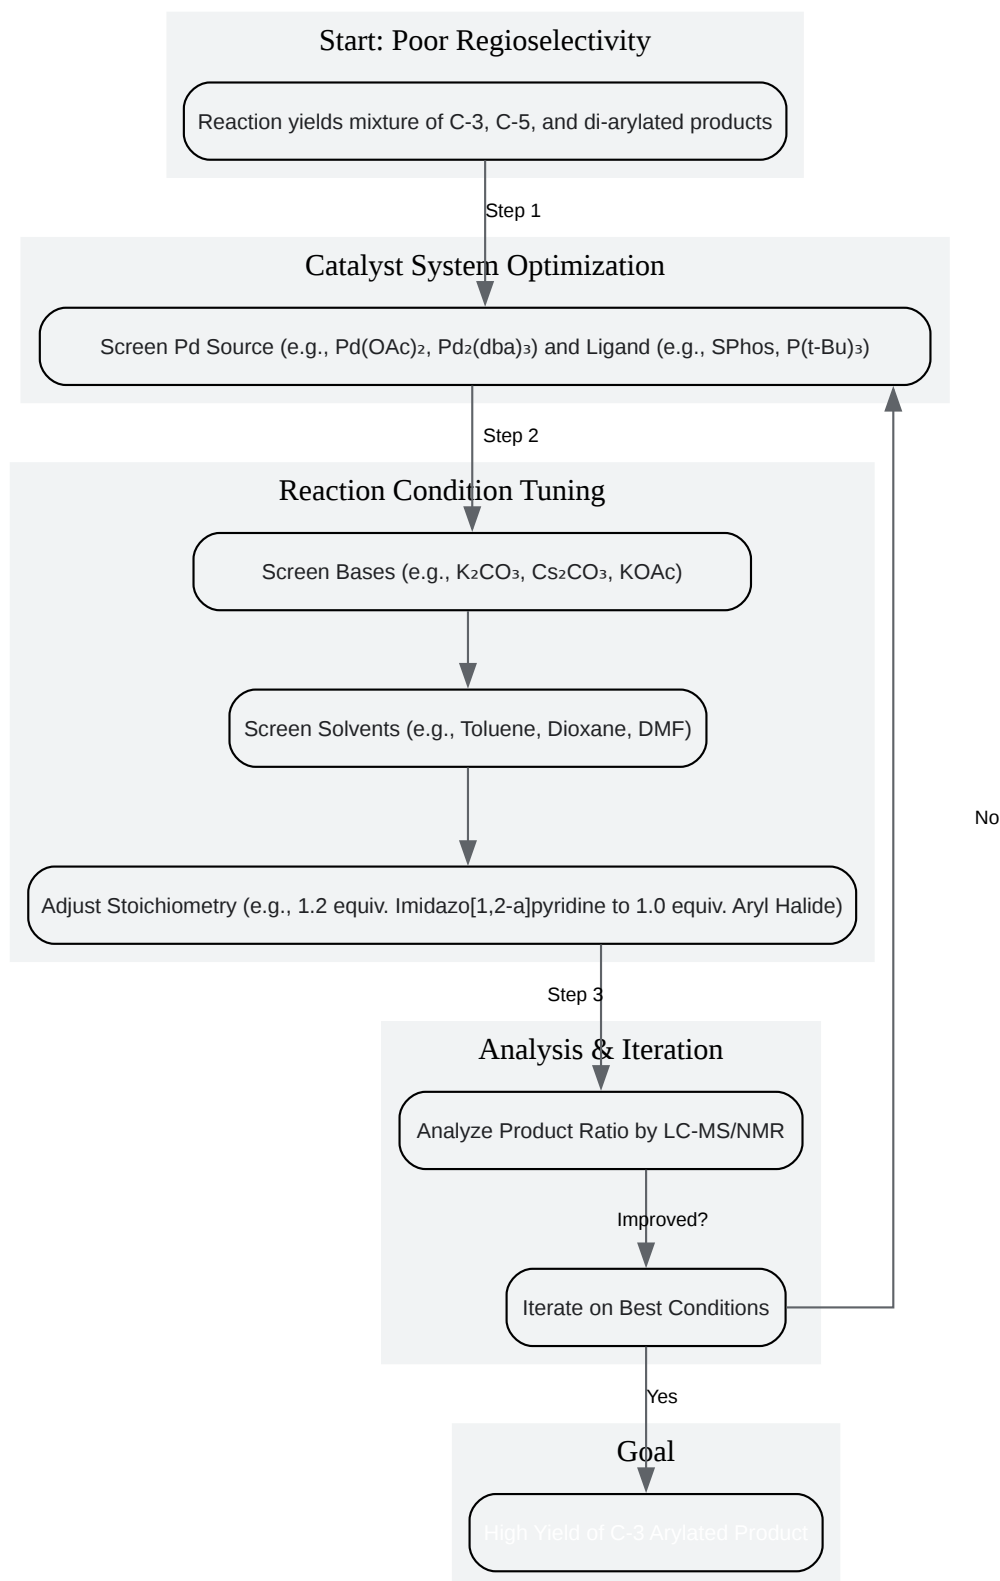 Start: Poor Regioselectivity
Reaction yields mixture of C-3, C-5, and di-arylated products
Step 1
Catalyst System Optimization
Screen Pd Source (e.g., Pd(OAc)₂, Pd₂(dba)₃) and Ligand (e.g., SPhos, P(t-Bu)₃)
Step 2
Reaction Condition Tuning
Screen Bases (e.g., K₂CO₃, Cs₂CO₃, KOAc)
Screen Solvents (e.g., Toluene, Dioxane, DMF)
No
Adjust Stoichiometry (e.g., 1.2 equiv. Imidazo[1,2-a]pyridine to 1.0 equiv. Aryl Halide)
Step 3
Analysis & Iteration
Analyze Product Ratio by LC-MS/NMR
Improved?
Iterate on Best Conditions
Yes
Goal
High Yield of C-3 Arylated Product